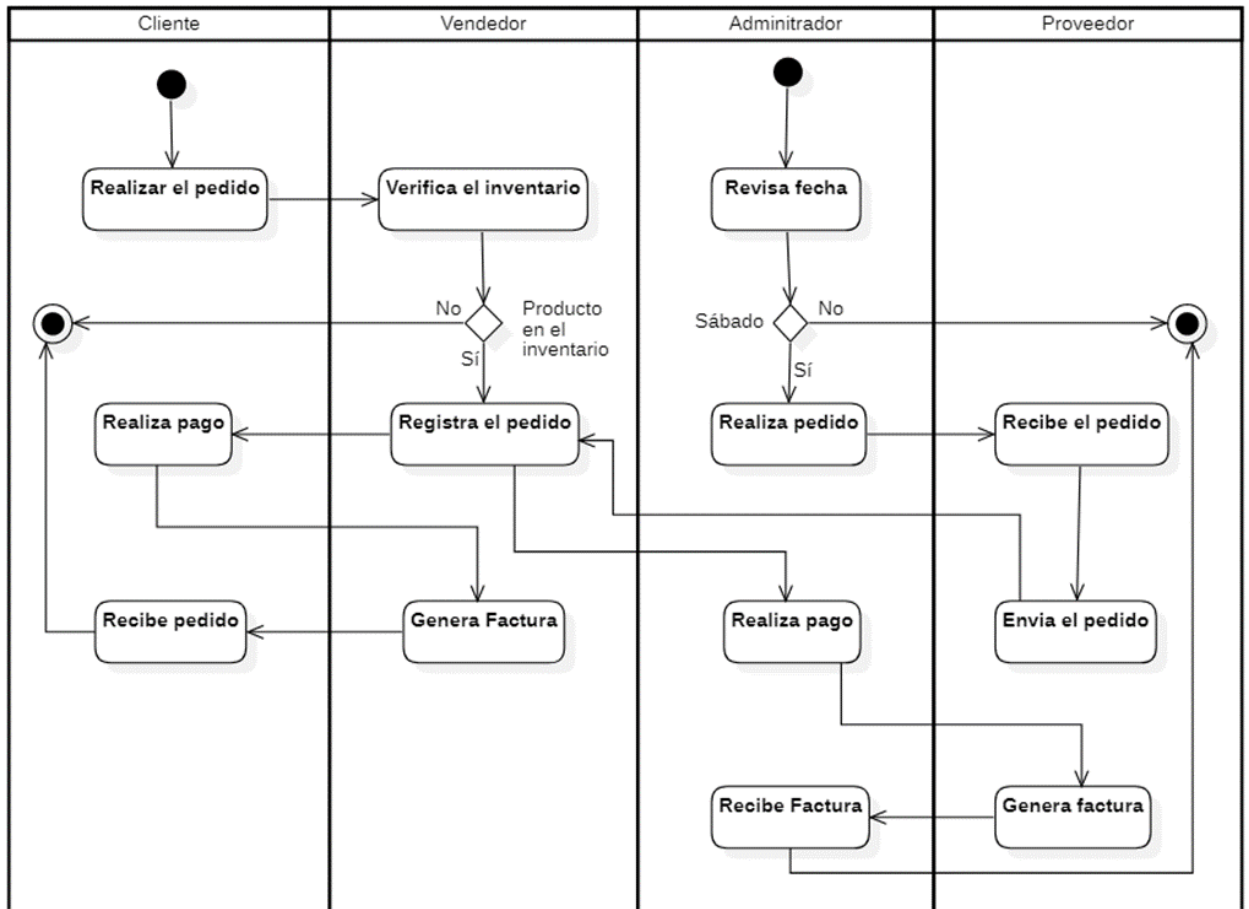 Cliente
Vendedor
Adminitrador
Proveedor
Realizar el pedido
Verifica el inventario
Revisa fecha
No
Producto
en el
inventario
Sí
Sábado
No
Sí
Realiza pago
Registra el pedido
Realiza pedido
Recibe el pedido
Recibe pedido
Genera Factura
Realiza pago
Envia el pedido
Recibe Factura
Genera factura